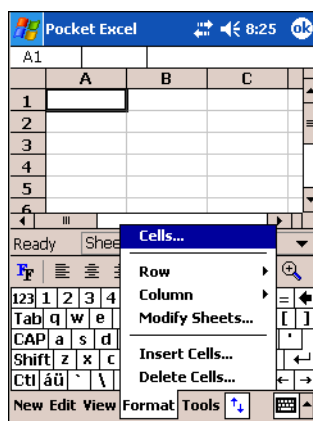 Pocket Excel 8:25 ok
A1
A B C
1
2
3
4
5
6
Ready Shee
Cells...
Row
Column
Modify Sheets...
Insert Cells...
Delete Cells...
123 1 2 3 4 =
Tab q w e [ ]
CAP a s d '
Shift z x c
Ctl áü ` \
New Edit View Format Tools